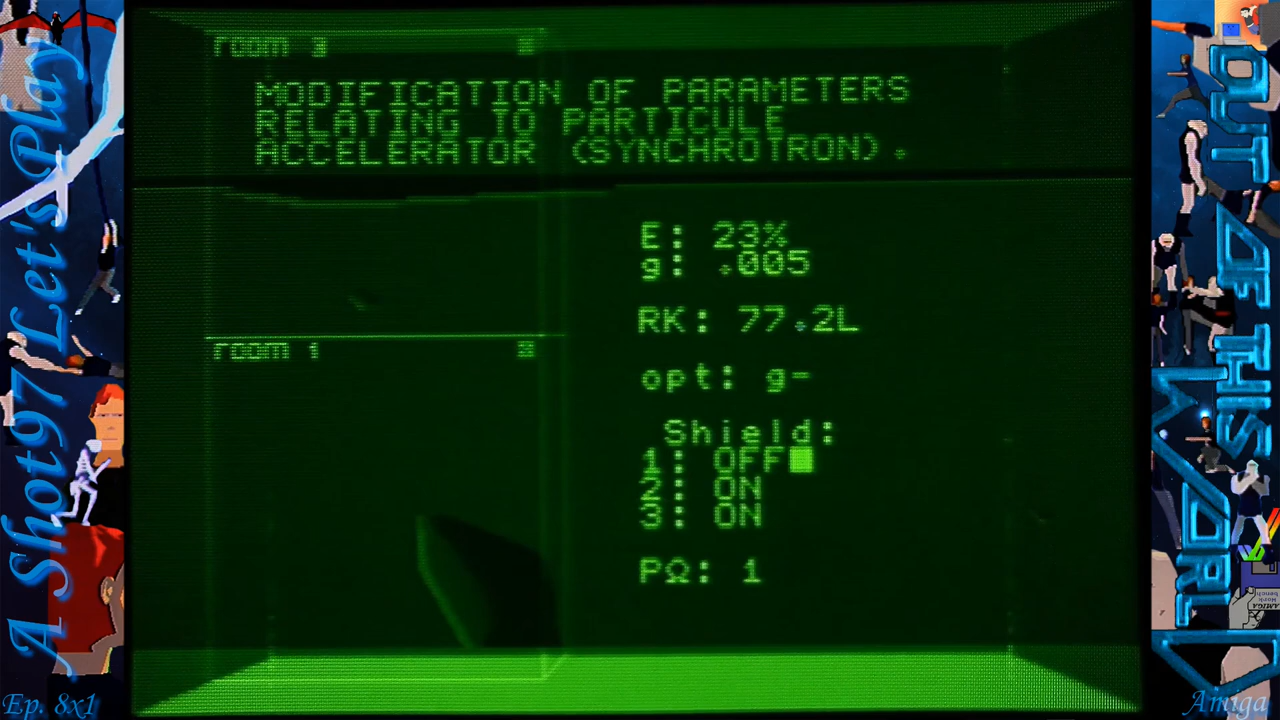 room 3
MODIFICATION OF PARAMETERS
RELATING TO PARTICULE
ACCELERATOR (SYNCHROTRON).
E: 23%
g: .005
RK: 77.2L
room 1
opt: g-
Shield:
1: OFF
2: ON
3: ON
PΩ: 1
A Shot97 Let's Play
Ep. 8x1
OUT OF THIS WORLD
Amiga